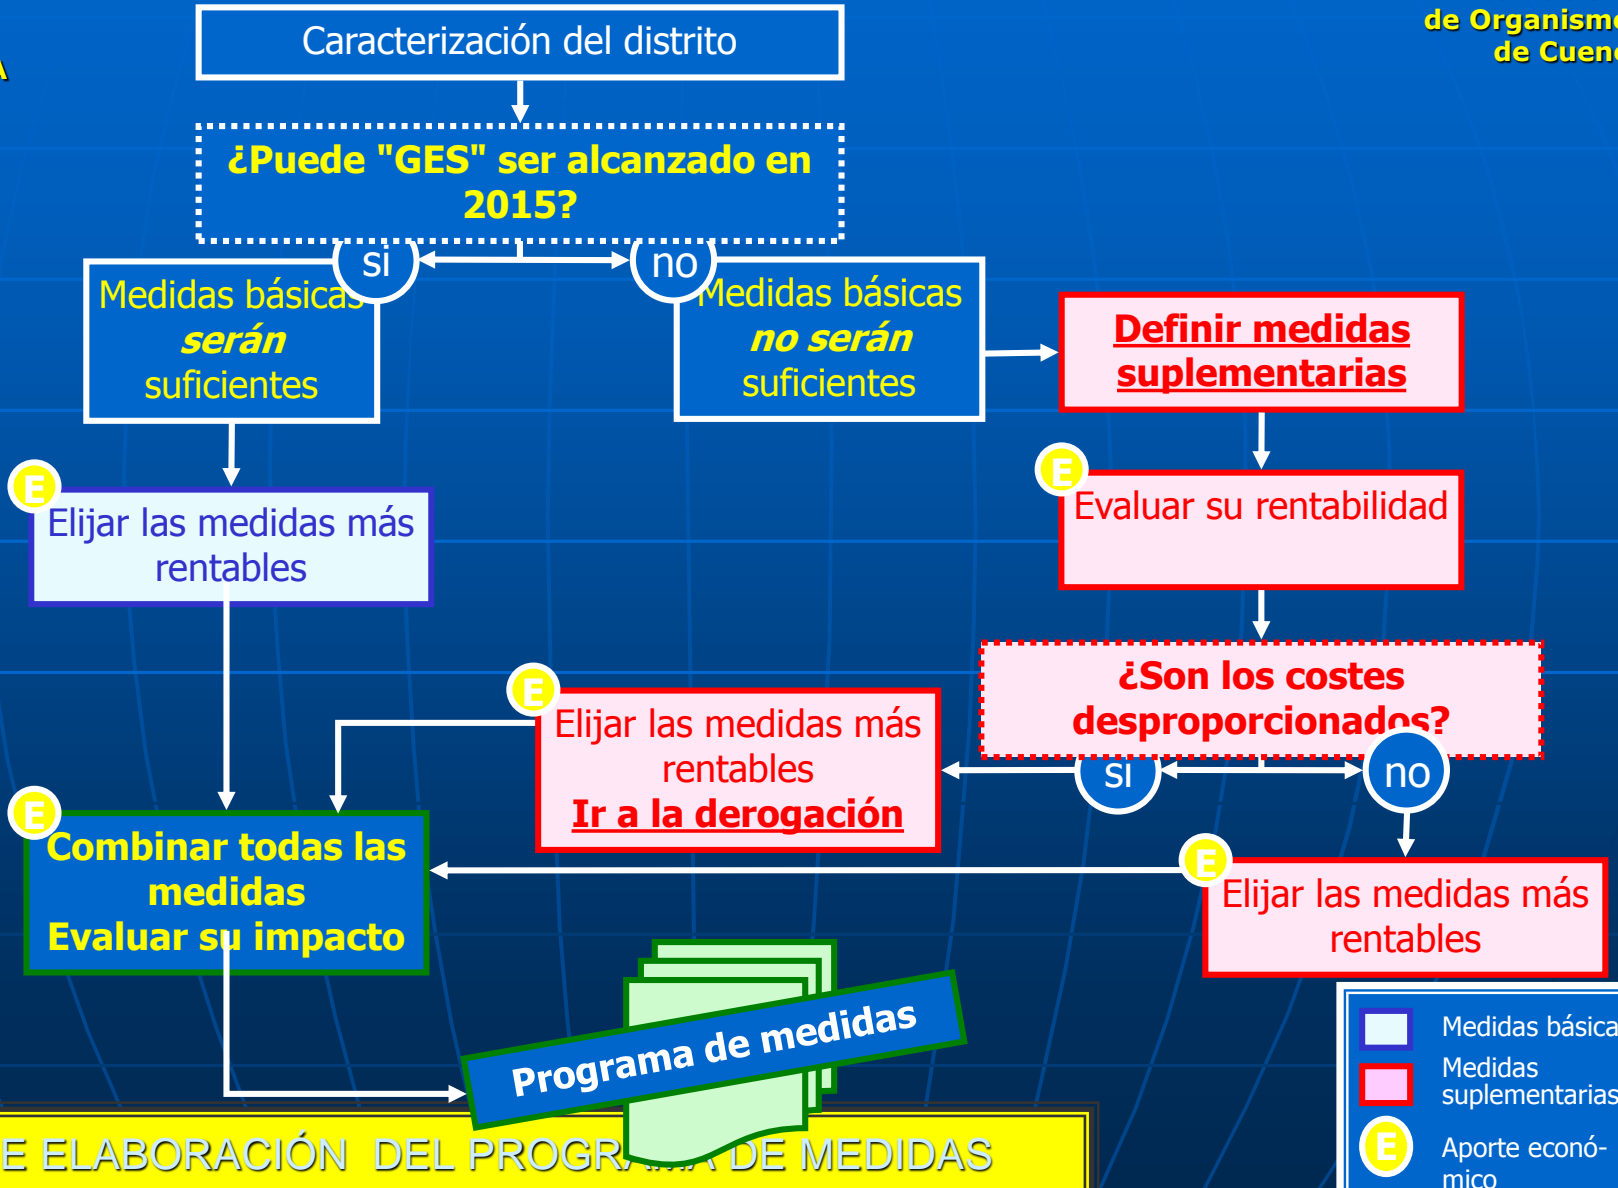 de Organismo
de Cuenc
A
Caracterización del distrito
¿Puede "GES" ser alcanzado en
2015?
si
no
Medidas básicas
serán
suficientes
Medidas básicas
no serán
suficientes
Definir medidas
suplementarias
E
Elijar las medidas más
rentables
E
Evaluar su rentabilidad
¿Son los costes
desproporcionados?
si
no
E
Elijar las medidas más
rentables
Ir a la derogación
E
Combinar todas las
medidas
Evaluar su impacto
E
Elijar las medidas más
rentables
Programa de medidas
E ELABORACIÓN DEL PROGRAMA DE MEDIDAS
Medidas básica
Medidas
suplementarias
E
Aporte econó-
mico